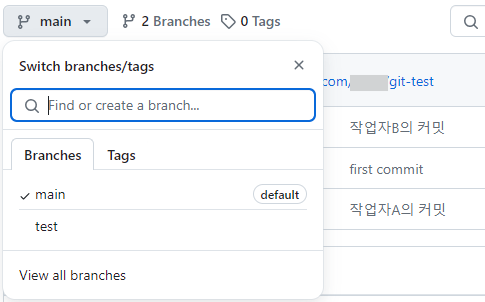 main 2 Branches 0 Tags
Switch branches/tags
Find or create a branch...
com/ /git-test
Branches Tags
작업자B의 커밋
main default
first commit
test
작업자A의 커밋
View all branches